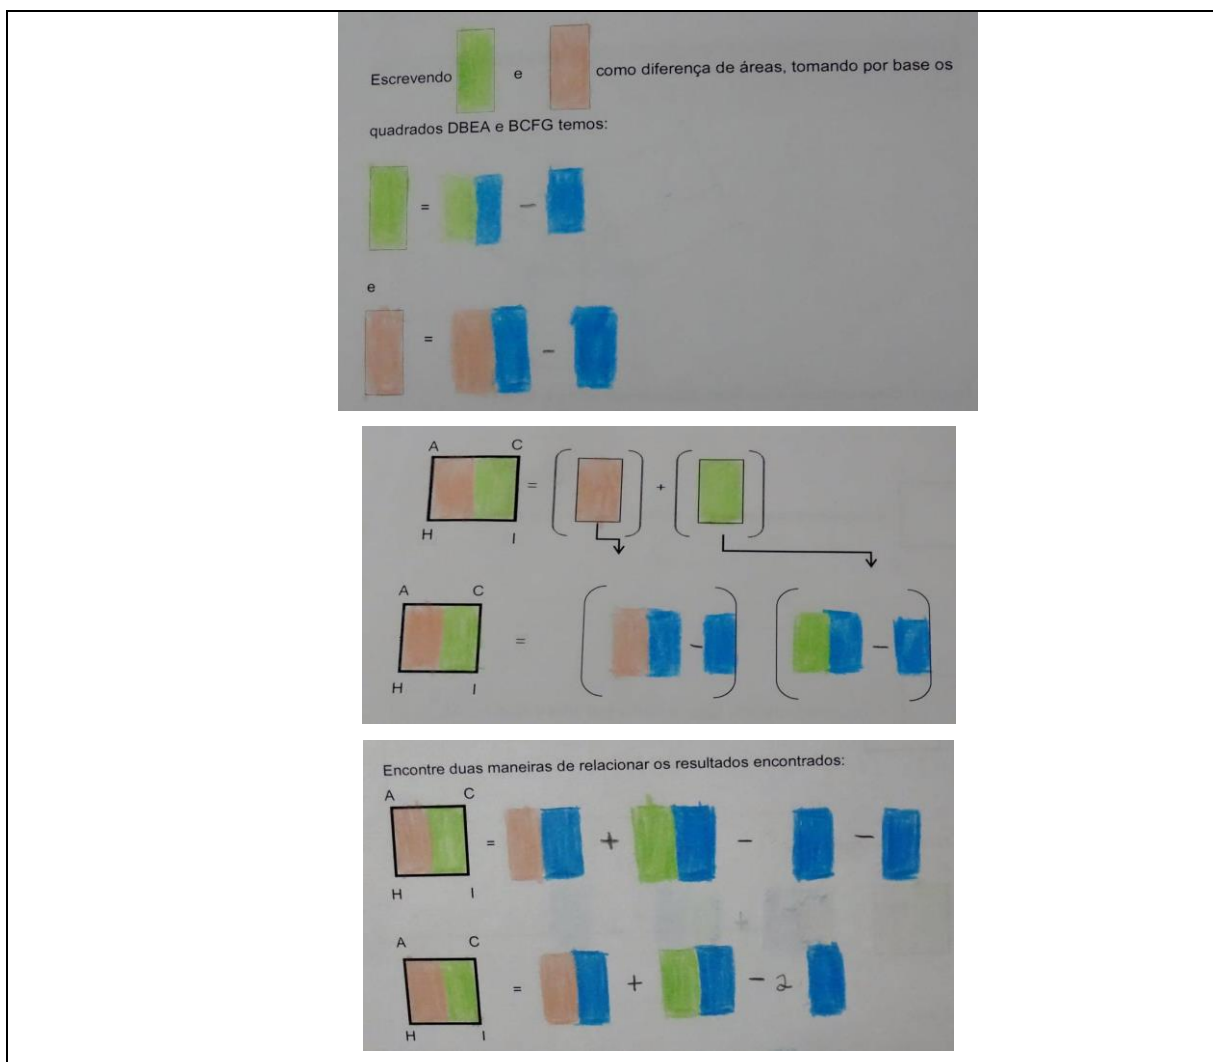 Escrevendo e como diferença de áreas, tomando por base os
quadrados DBEA e BCFG temos:
= −
e
= −
A C
= ( ) + ( )
H I
A C
= ( − ) ( − )
H I
Encontre duas maneiras de relacionar os resultados encontrados:
A C
= + − −
H I
A C
= + − 2
H I